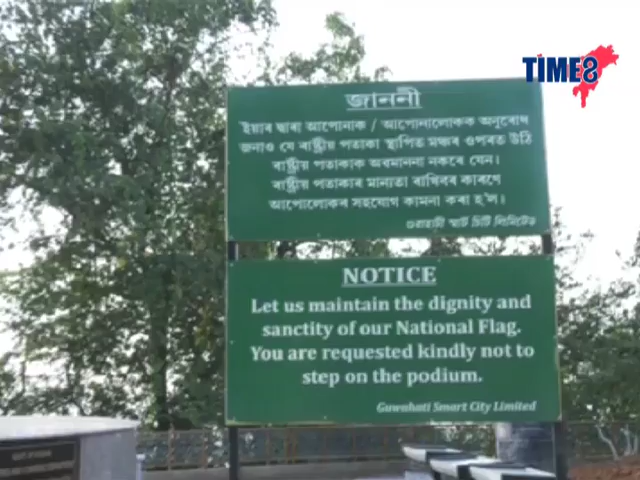 TIME8
জাননী
ইয়াৰ দ্বাৰা আপোনাক / আপোনালোকক অনুৰোধ
জনাও যে ৰাষ্ট্ৰীয় পতাকা স্থাপিত মঞ্চৰ ওপৰত উঠি
ৰাষ্ট্ৰীয় পতাকাক অৱমাননা নকৰে যেন।
ৰাষ্ট্ৰীয় পতাকাৰ মান্যতা ৰাখিবৰ কাৰণে
আপোলোকৰ সহযোগ কামনা কৰা হ'ল।
গুৱাহাটী স্মাৰ্ট চিটি লিমিটেড
NOTICE
Let us maintain the dignity and
sanctity of our National Flag.
You are requested kindly not to
step on the podium.
Guwahati Smart City Limited